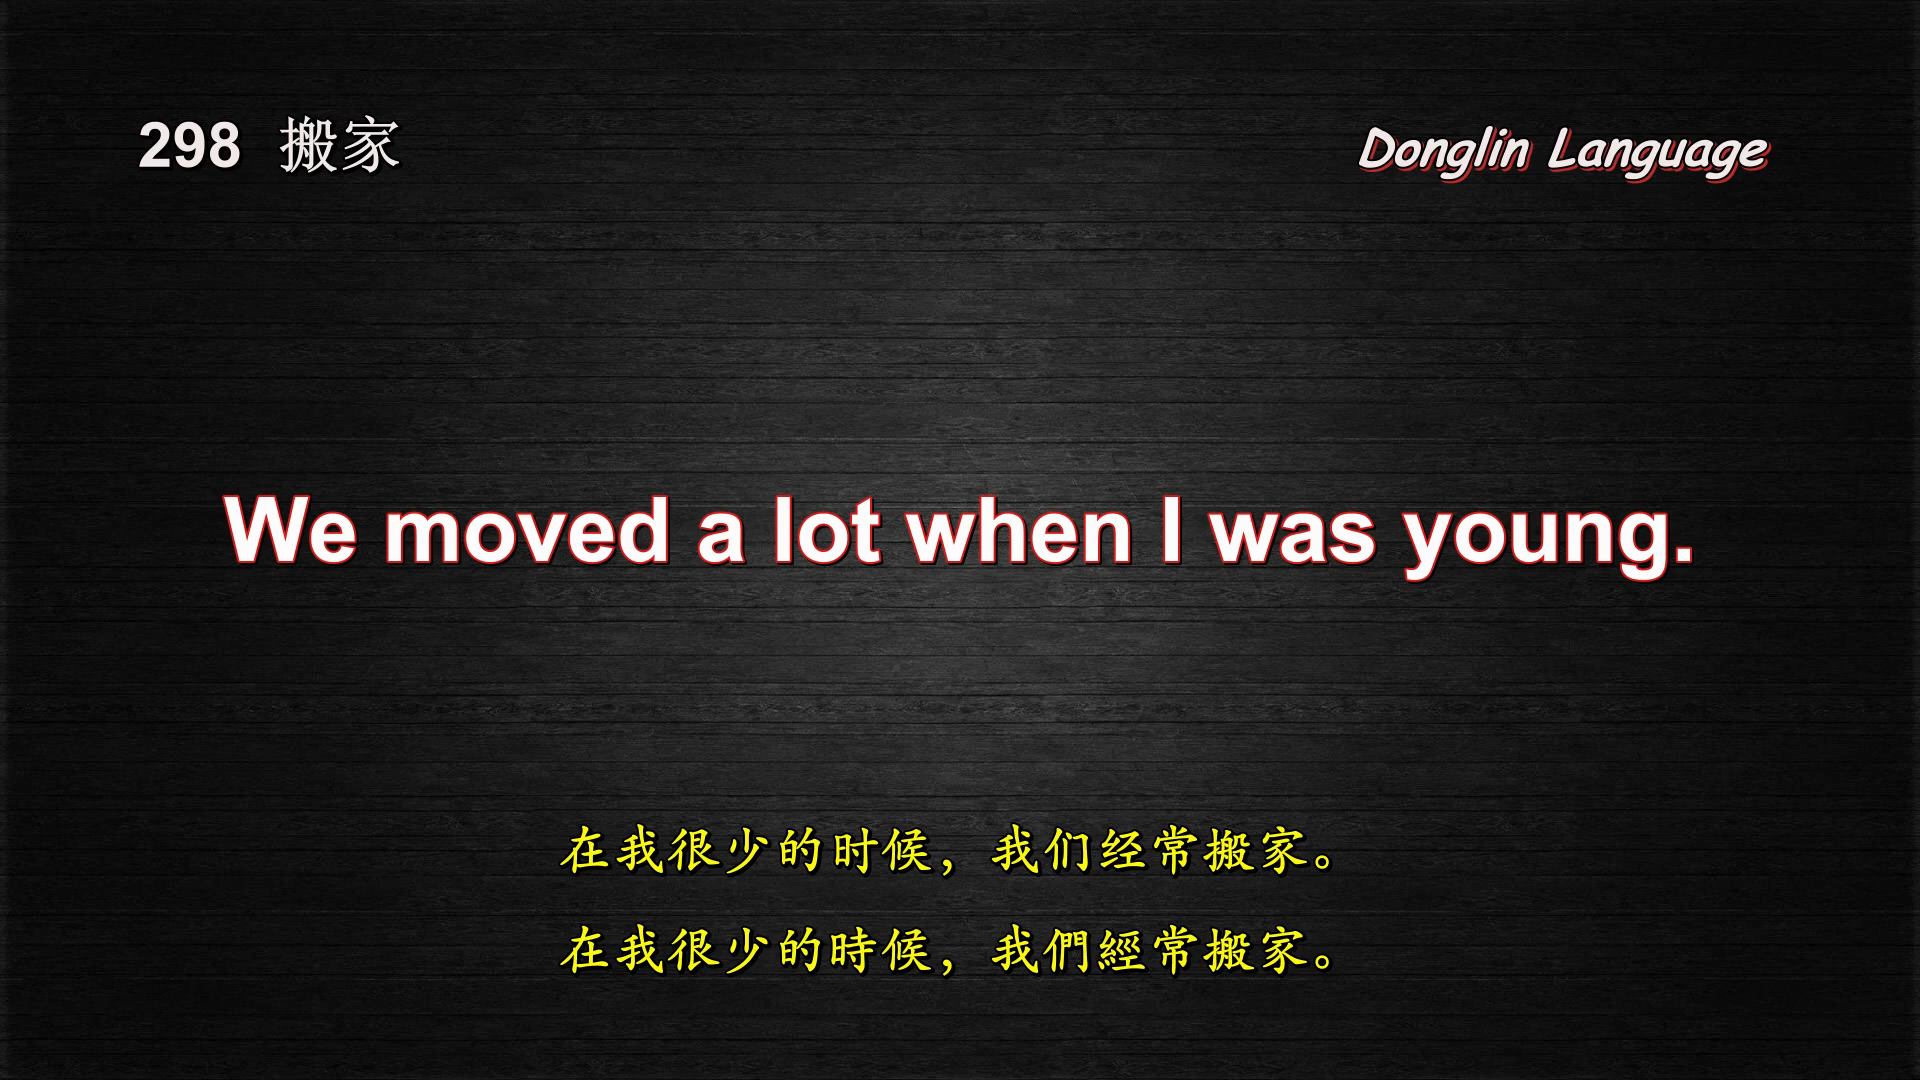 298 搬家
Donglin Language
We moved a lot when I was young.
在我很少的时候，我们经常搬家。
在我很少的時候，我們經常搬家。